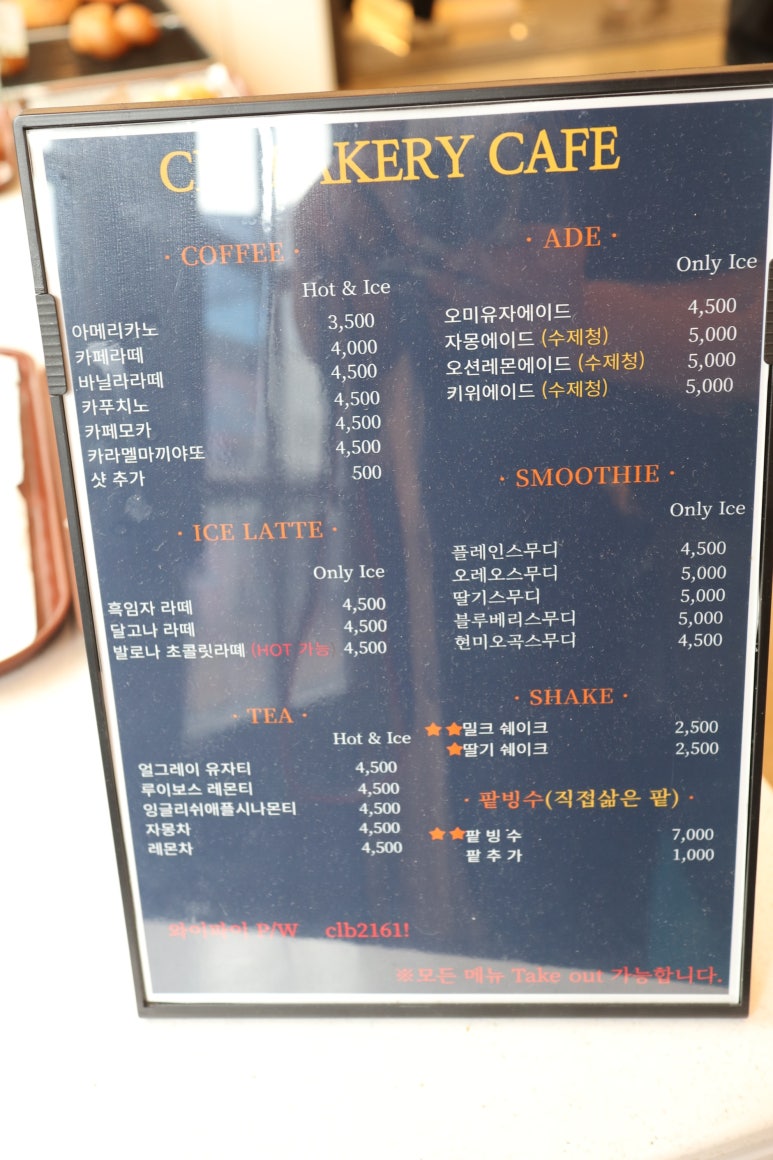 BAKERY CAFE
· COFFEE ·
Hot & Ice
아메리카노 3,500
카페라떼 4,000
바닐라라떼 4,500
카푸치노 4,500
카페모카 4,500
카라멜마끼야또 4,500
샷 추가 500
· ICE LATTE ·
Only Ice
흑임자 라떼 4,500
달고나 라떼 4,500
발로나 초콜릿라떼 (HOT 가능) 4,500
· TEA ·
Hot & Ice
얼그레이 유자티 4,500
루이보스 레몬티 4,500
잉글리쉬애플시나몬티 4,500
자몽차 4,500
레몬차 4,500
와이파이 P/W clb2161!
· ADE ·
Only Ice
오미유자에이드 4,500
자몽에이드 (수제청) 5,000
오션레몬에이드 (수제청) 5,000
키위에이드 (수제청) 5,000
· SMOOTHIE ·
Only Ice
플레인스무디 4,500
오레오스무디 5,000
딸기스무디 5,000
블루베리스무디 5,000
현미오곡스무디 4,500
· SHAKE ·
★★밀크 쉐이크 2,500
★딸기 쉐이크 2,500
· 팥빙수(직접삶은 팥) ·
★★팥 빙 수 7,000
팥 추 가 1,000
※모든 메뉴 Take out 가능합니다.